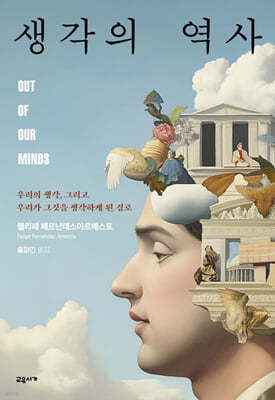 생각의 역사
OUT
OF
OUR
MINDS
우리의 생각, 그리고
우리가 그것을 생각하게 된 경로
펠리페 페르난데스아르메스토
Felipe Fernández-Armesto
홍정인 옮김
교유서가